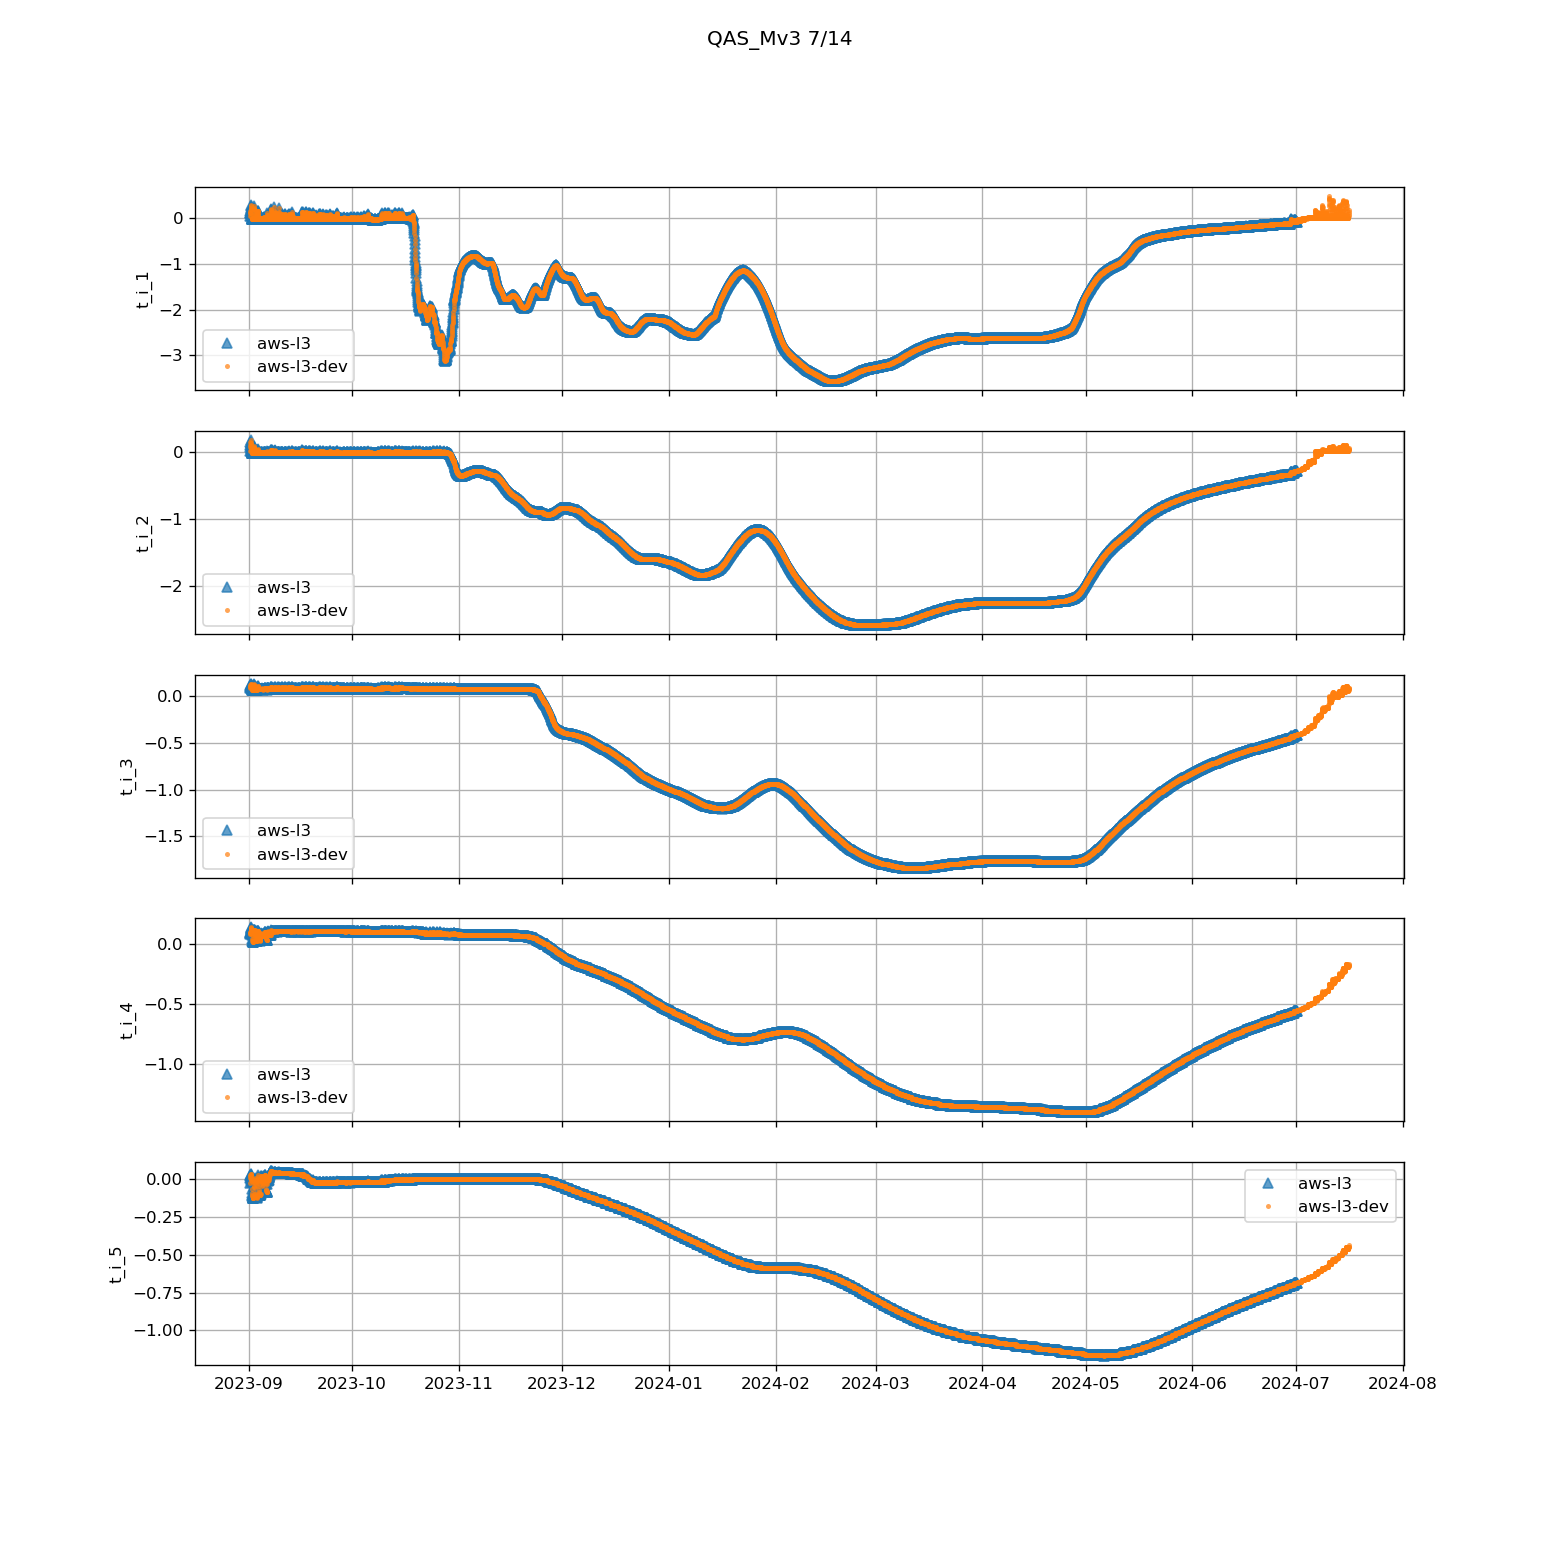 QAS_Mv3 7/14
0
−1
−2
−3
t_i_1
aws-l3
aws-l3-dev
0
−1
−2
t_i_2
aws-l3
aws-l3-dev
0.0
−0.5
−1.0
−1.5
t_i_3
aws-l3
aws-l3-dev
0.0
−0.5
−1.0
t_i_4
aws-l3
aws-l3-dev
0.00
−0.25
−0.50
−0.75
−1.00
t_i_5
aws-l3
aws-l3-dev
2023-09 2023-10 2023-11 2023-12 2024-01 2024-02 2024-03 2024-04 2024-05 2024-06 2024-07 2024-08